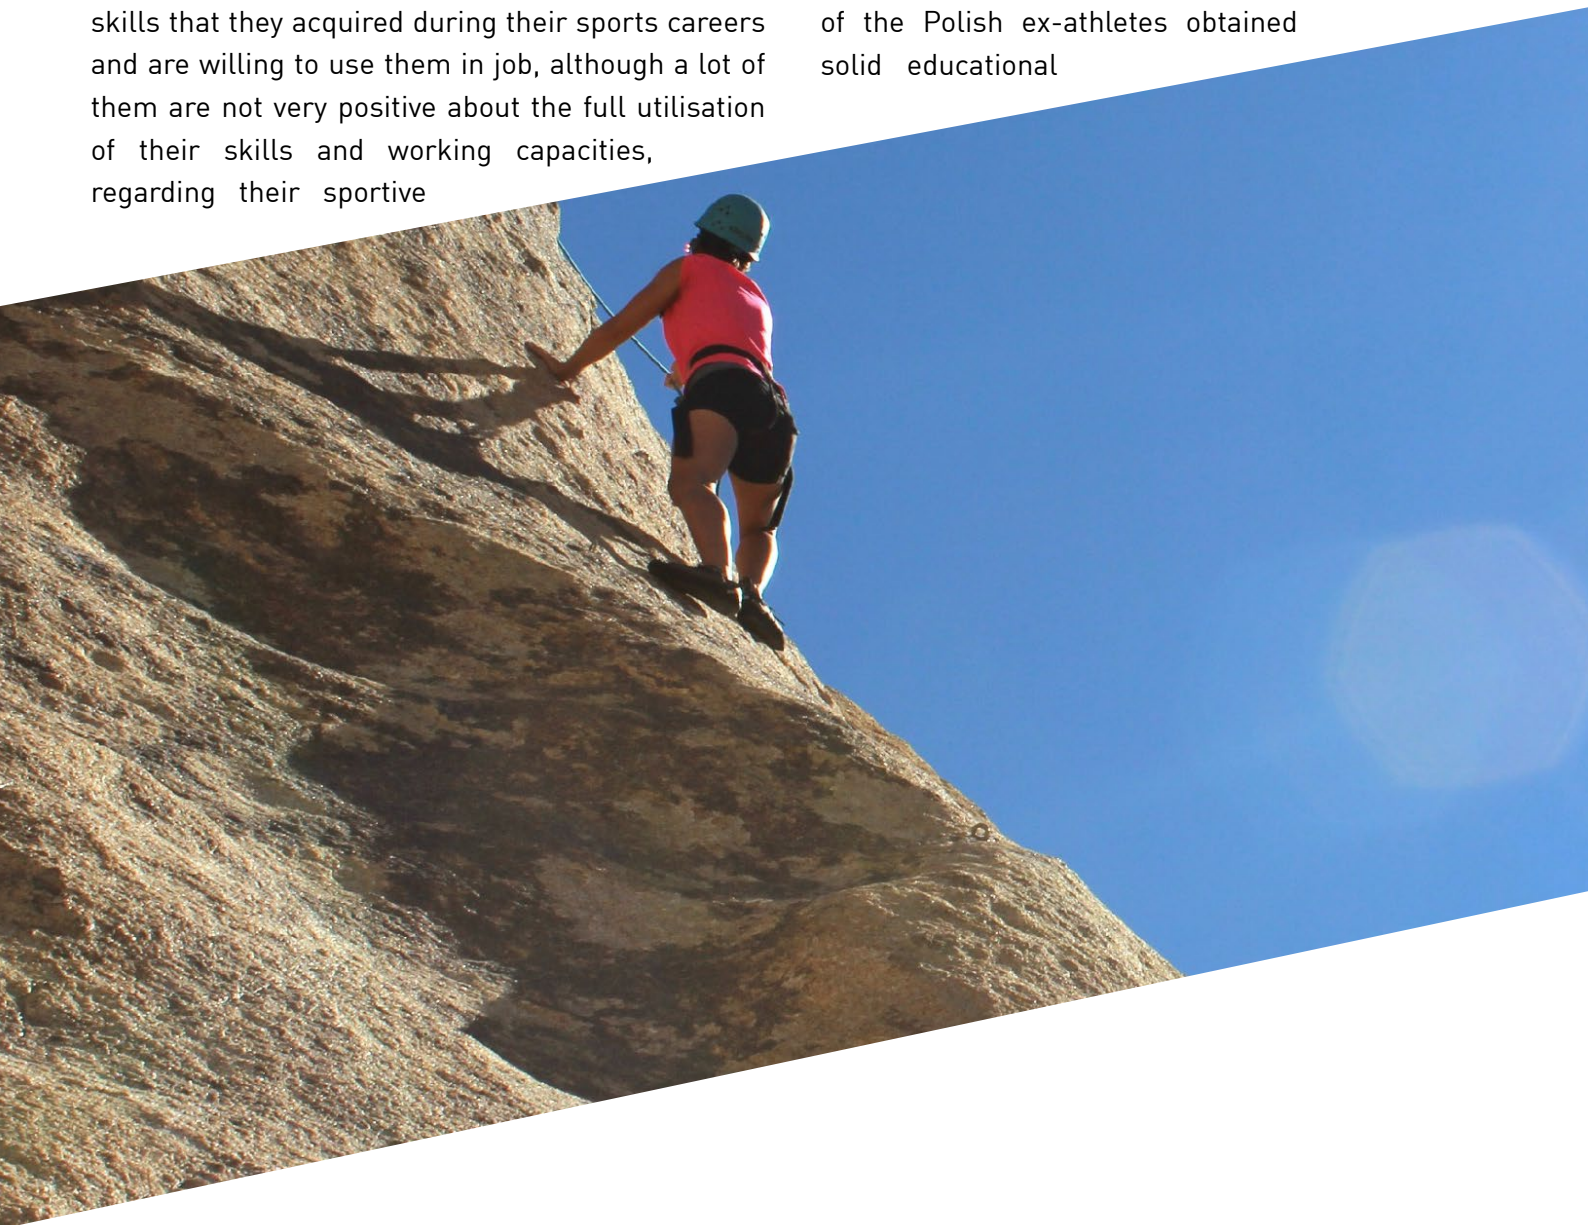 skills that they acquired during their sports careers
and are willing to use them in job, although a lot of
them are not very positive about the full utilisation
of their skills and working capacities,
regarding their sportive
of the Polish ex-athletes obtained
solid educational